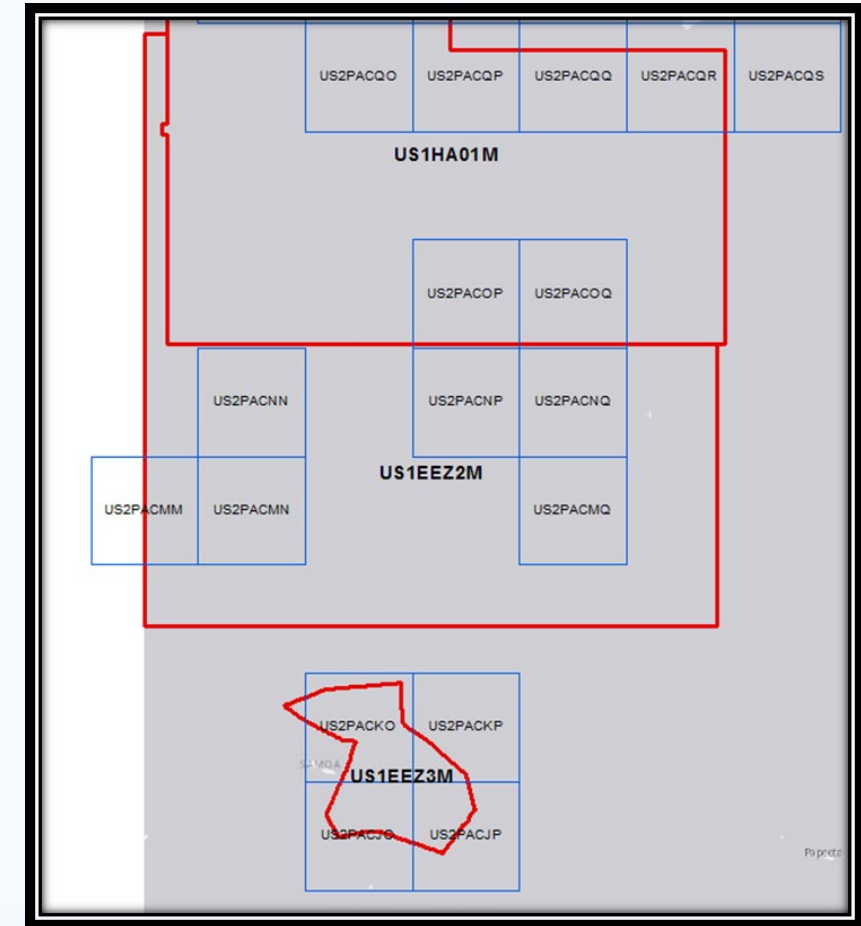 US2PACQO US2PACQP US2PACQQ US2PACQR US2PACQS
US1HA01M
US2PACOP US2PACOQ
US2PACNN US2PACNP US2PACNQ
US1EEZ2M
US2PACMM US2PACMN US2PACMQ
US2PACKO US2PACKP
SAMOA
US1EEZ3M
US2PACJO US2PACJP
Papeete